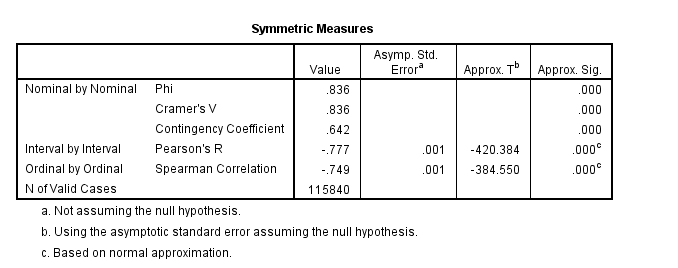 Symmetric Measures
Value Asymp. Std. Error^a Approx. T^b Approx. Sig.
Nominal by Nominal Phi .836 .000
Cramer's V .836 .000
Contingency Coefficient .642 .000
Interval by Interval Pearson's R -.777 .001 -420.384 .000^c
Ordinal by Ordinal Spearman Correlation -.749 .001 -384.550 .000^c
N of Valid Cases 115840
a. Not assuming the null hypothesis.
b. Using the asymptotic standard error assuming the null hypothesis.
c. Based on normal approximation.